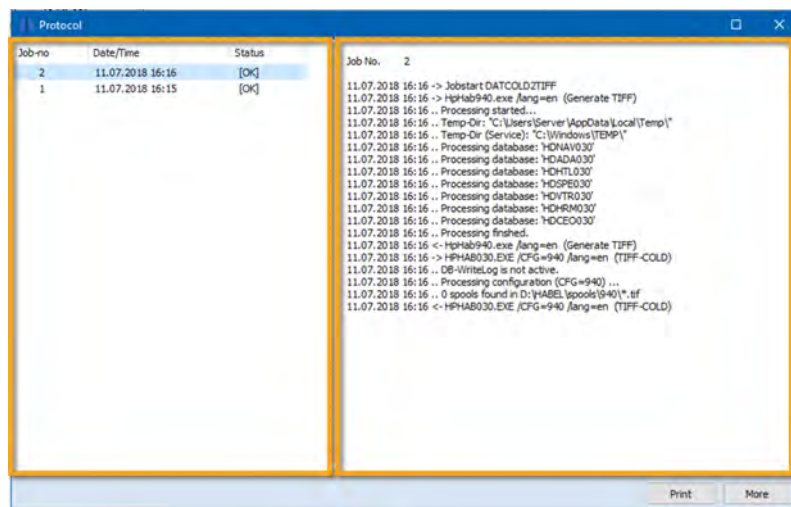 Protocol
Job-no Date/Time Status
2 11.07.2018 16:16 [OK]
1 11.07.2018 16:15 [OK]
Job No. 2
11.07.2018 16:16 -> Jobstart DATCOLD2TIFF
11.07.2018 16:16 -> HpHab940.exe /lang=en (Generate TIFF)
11.07.2018 16:16 .. Processing started...
11.07.2018 16:16 .. Temp-Dir: "C:\Users\Server\AppData\Local\Temp\"
11.07.2018 16:16 .. Temp-Dir (Service): "C:\Windows\TEMP\"
11.07.2018 16:16 .. Processing database: 'HDNAV030'
11.07.2018 16:16 .. Processing database: 'HDADA030'
11.07.2018 16:16 .. Processing database: 'HDHTL030'
11.07.2018 16:16 .. Processing database: 'HDSPE030'
11.07.2018 16:16 .. Processing database: 'HDVTR030'
11.07.2018 16:16 .. Processing database: 'HDHRM030'
11.07.2018 16:16 .. Processing database: 'HDCEO030'
11.07.2018 16:16 .. Processing finshed.
11.07.2018 16:16 <- HpHab940.exe /lang=en (Generate TIFF)
11.07.2018 16:16 -> HPHAB030.EXE /CFG=940 /lang=en (TIFF-COLD)
11.07.2018 16:16 .. DB-WriteLog is not active.
11.07.2018 16:16 .. Processing configuration (CFG=940) ...
11.07.2018 16:16 .. 0 spools found in D:\HABEL\spools\940\*.tif
11.07.2018 16:16 <- HPHAB030.EXE /CFG=940 /lang=en (TIFF-COLD)
Print More